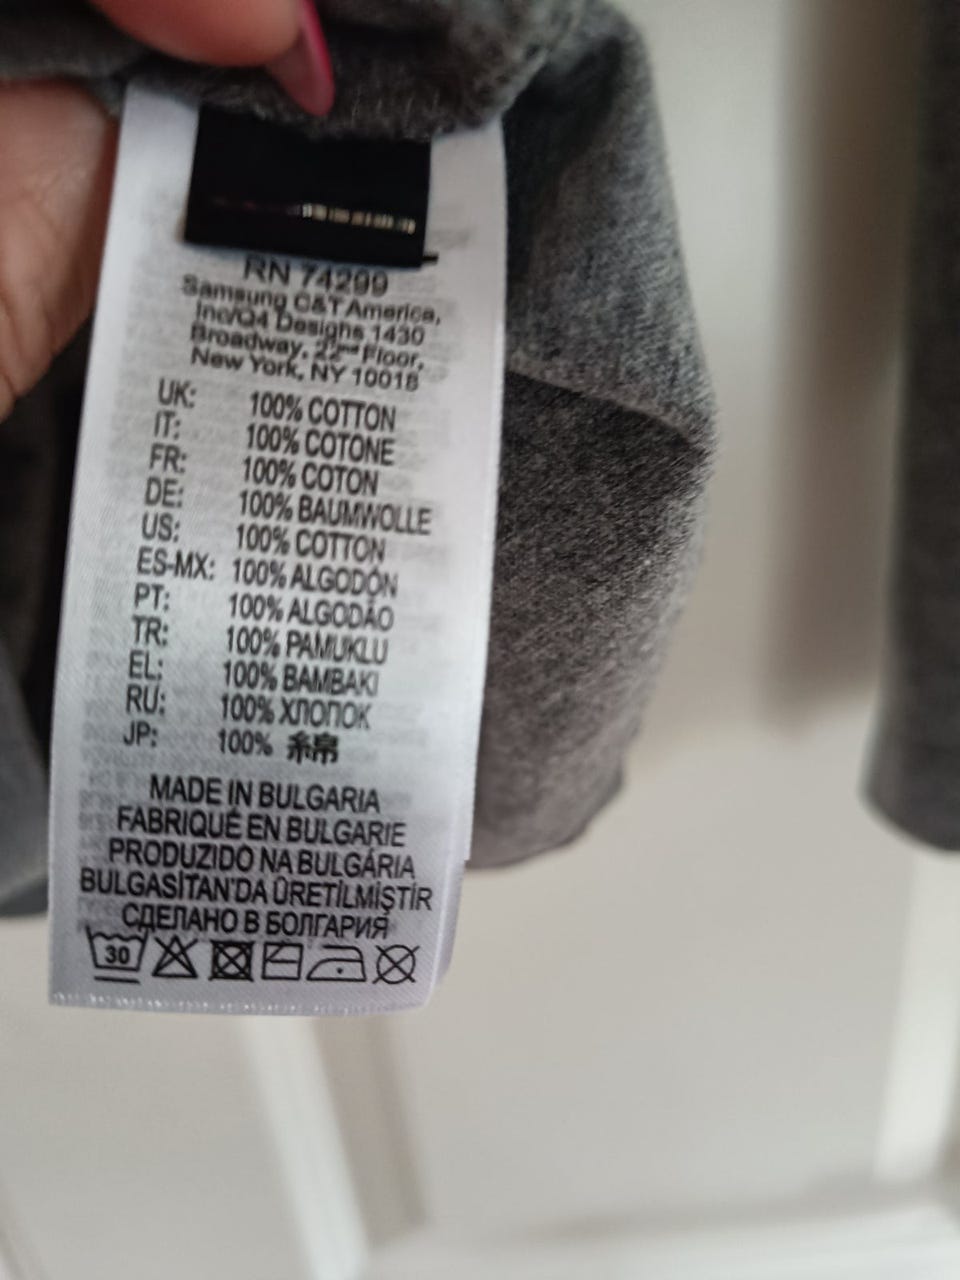 RN 74299
Samsung C&T America,
Inc/Q4 Designs 1430
Broadway, 22nd Floor,
New York, NY 10018
UK: 100% COTTON
IT: 100% COTONE
FR: 100% COTON
DE: 100% BAUMWOLLE
US: 100% COTTON
ES-MX: 100% ALGODÓN
PT: 100% ALGODÃO
TR: 100% PAMUKLU
EL: 100% BAMBAKI
RU: 100% ХЛОПОК
JP: 100% 綿
MADE IN BULGARIA
FABRIQUÉ EN BULGARIE
PRODUZIDO NA BULGÁRIA
BULGASİTAN'DA ÜRETİLMİŞTİR
СДЕЛАНО В БОЛГАРИЯ
30